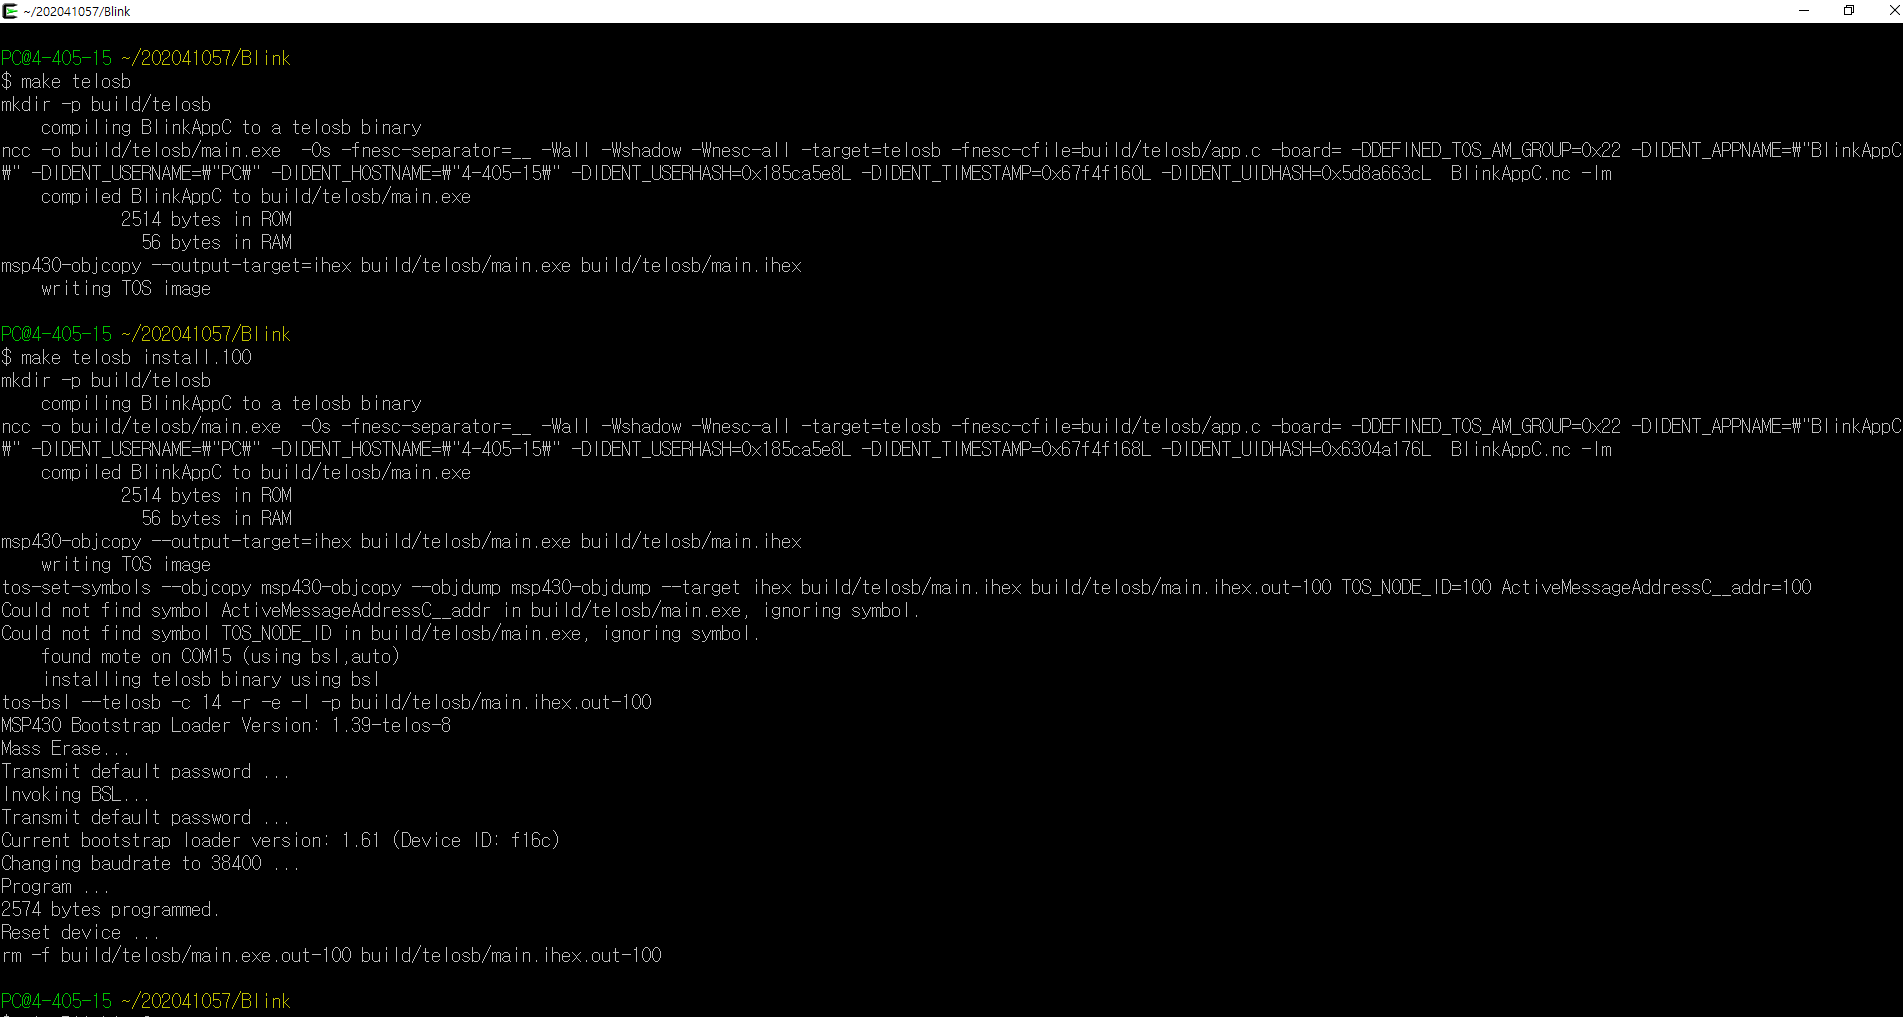 ~/202041057/Blink
PC@4-405-15 ~/202041057/Blink
$ make telosb
mkdir -p build/telosb
    compiling BlinkAppC to a telosb binary
ncc -o build/telosb/main.exe  -Os -fnesc-separator=__ -Wall -Wshadow -Wnesc-all -target=telosb -fnesc-cfile=build/telosb/app.c -board= -DDEFINED_TOS_AM_GROUP=0x22 -DIDENT_APPNAME=₩"BlinkAppC
₩" -DIDENT_USERNAME=₩"PC₩" -DIDENT_HOSTNAME=₩"4-405-15₩" -DIDENT_USERHASH=0x185ca5e8L -DIDENT_TIMESTAMP=0x67f4f160L -DIDENT_UIDHASH=0x5d8a663cL  BlinkAppC.nc -lm
    compiled BlinkAppC to build/telosb/main.exe
            2514 bytes in ROM
              56 bytes in RAM
msp430-objcopy --output-target=ihex build/telosb/main.exe build/telosb/main.ihex
    writing TOS image
PC@4-405-15 ~/202041057/Blink
$ make telosb install.100
mkdir -p build/telosb
    compiling BlinkAppC to a telosb binary
ncc -o build/telosb/main.exe  -Os -fnesc-separator=__ -Wall -Wshadow -Wnesc-all -target=telosb -fnesc-cfile=build/telosb/app.c -board= -DDEFINED_TOS_AM_GROUP=0x22 -DIDENT_APPNAME=₩"BlinkAppC
₩" -DIDENT_USERNAME=₩"PC₩" -DIDENT_HOSTNAME=₩"4-405-15₩" -DIDENT_USERHASH=0x185ca5e8L -DIDENT_TIMESTAMP=0x67f4f168L -DIDENT_UIDHASH=0x6304a176L  BlinkAppC.nc -lm
    compiled BlinkAppC to build/telosb/main.exe
            2514 bytes in ROM
              56 bytes in RAM
msp430-objcopy --output-target=ihex build/telosb/main.exe build/telosb/main.ihex
    writing TOS image
tos-set-symbols --objcopy msp430-objcopy --objdump msp430-objdump --target ihex build/telosb/main.ihex build/telosb/main.ihex.out-100 TOS_NODE_ID=100 ActiveMessageAddressC__addr=100
Could not find symbol ActiveMessageAddressC__addr in build/telosb/main.exe, ignoring symbol.
Could not find symbol TOS_NODE_ID in build/telosb/main.exe, ignoring symbol.
    found mote on COM15 (using bsl,auto)
    installing telosb binary using bsl
tos-bsl --telosb -c 14 -r -e -I -p build/telosb/main.ihex.out-100
MSP430 Bootstrap Loader Version: 1.39-telos-8
Mass Erase...
Transmit default password ...
Invoking BSL...
Transmit default password ...
Current bootstrap loader version: 1.61 (Device ID: f16c)
Changing baudrate to 38400 ...
Program ...
2574 bytes programmed.
Reset device ...
rm -f build/telosb/main.exe.out-100 build/telosb/main.ihex.out-100
PC@4-405-15 ~/202041057/Blink